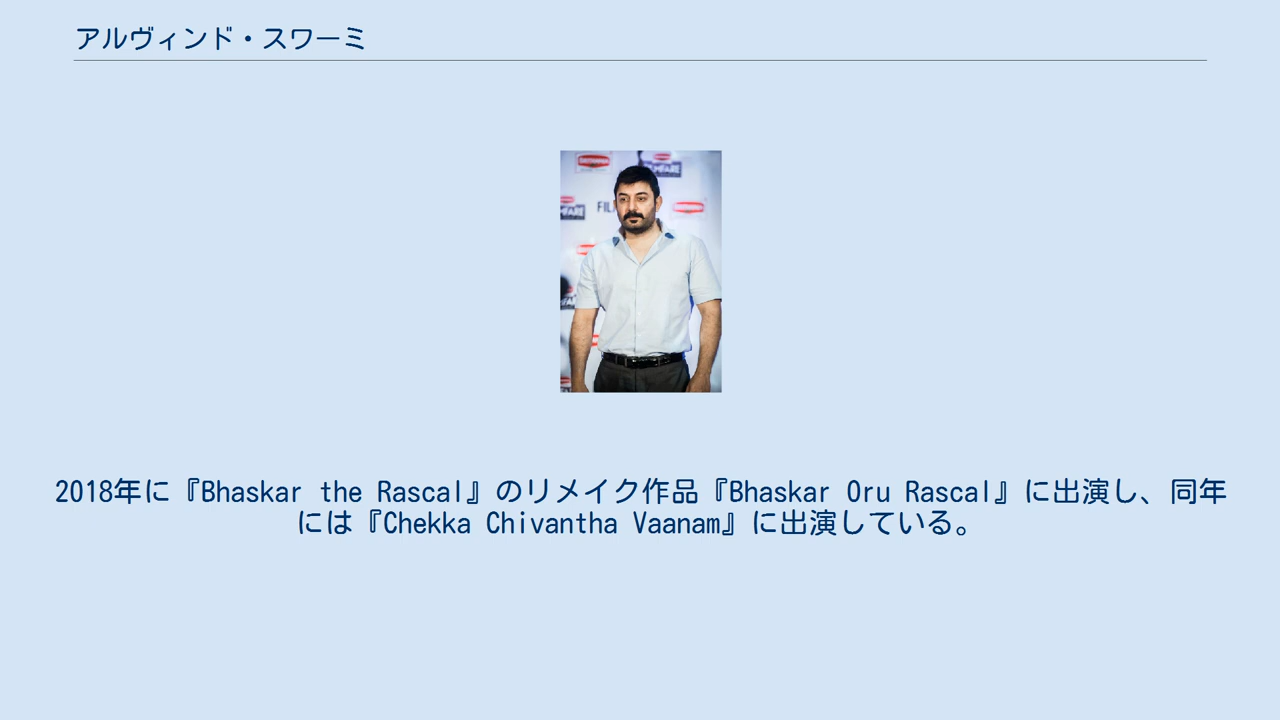 アルヴィンド・スワーミ
FILMFARE
2018年に『Bhaskar the Rascal』のリメイク作品『Bhaskar Oru Rascal』に出演し、同年
には『Chekka Chivantha Vaanam』に出演している。